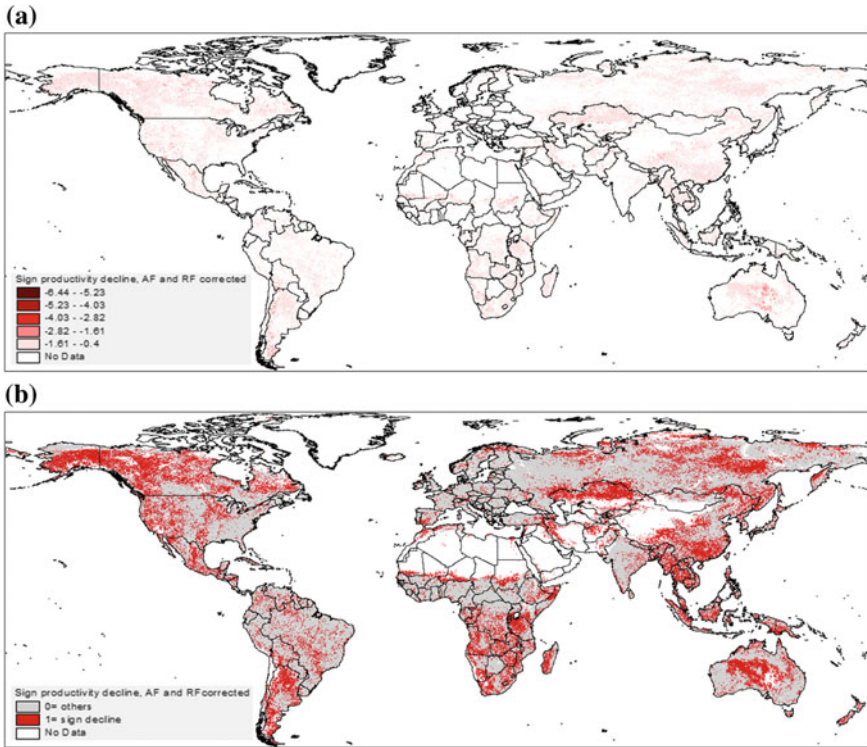 (a)
Sign productivity decline, AF and RF corrected
-6.44 - -5.23
-5.23 - -4.03
-4.03 - -2.82
-2.82 - -1.61
-1.61 - -0.4
No Data
(b)
Sign productivity decline, AF and RFcorrected
0= others
1= sign decline
No Data